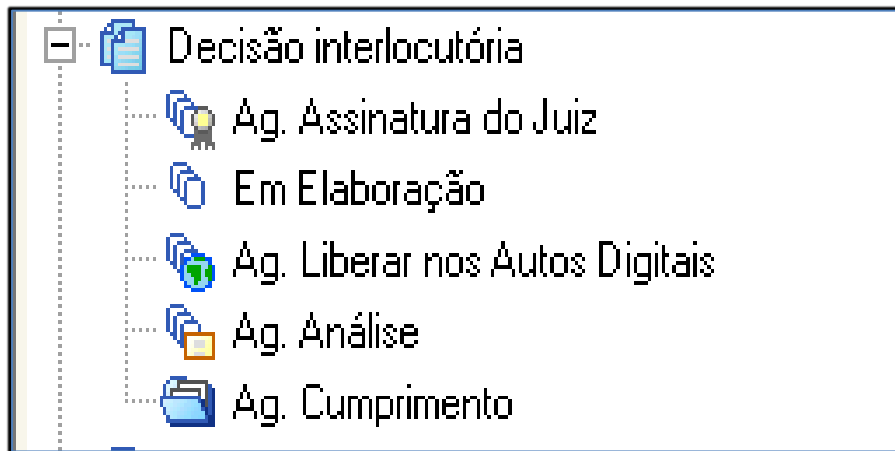 Decisão interlocutória
Ag. Assinatura do Juiz
Em Elaboração
Ag. Liberar nos Autos Digitais
Ag. Análise
Ag. Cumprimento